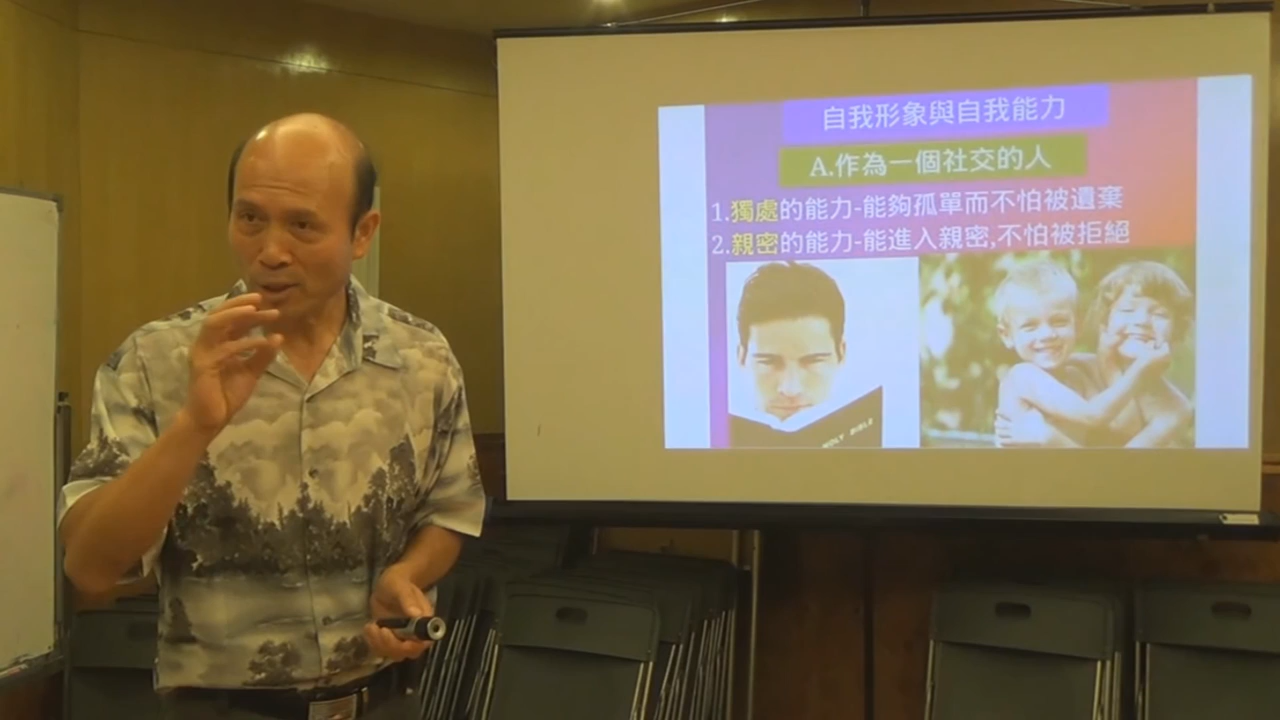 自我形象與自我能力
A.作為一個社交的人
1.獨處的能力-能夠孤單而不怕被遺棄
2.親密的能力-能進入親密,不怕被拒絕
HOLY BIBLE